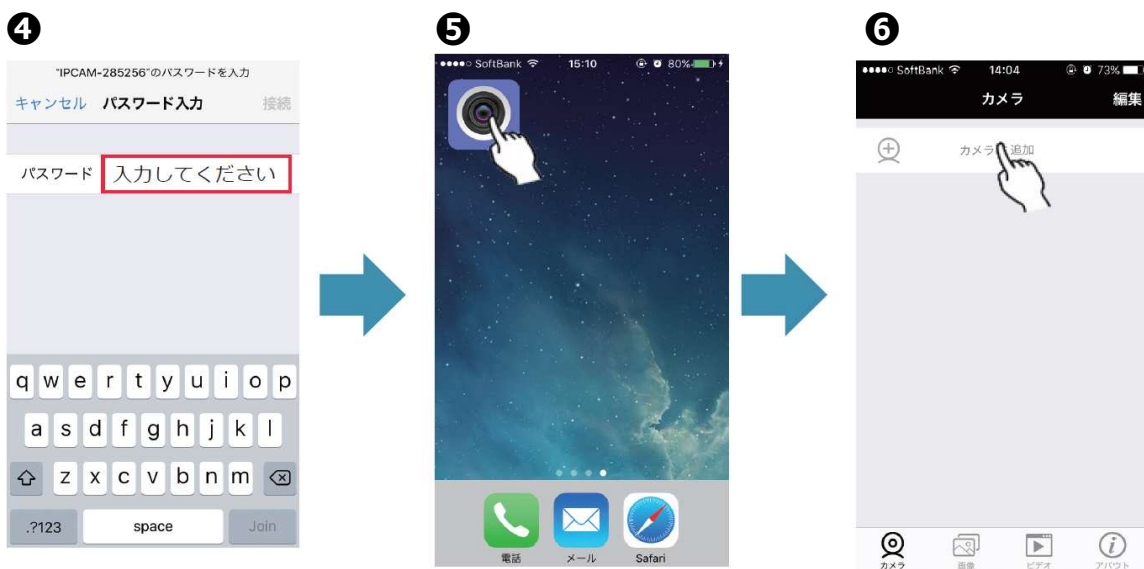 ❹
"IPCAM-285256"のパスワードを入力
キャンセル パスワード入力 接続
パスワード 入力してください
q w e r t y u i o p
a s d f g h j k l
z x c v b n m
.?123 space Join
❺
SoftBank 15:10 80%
電話 メール Safari
❻
SoftBank 14:04 73%
カメラ 編集
カメラ 追加
カメラ 画像 ビデオ アバウト